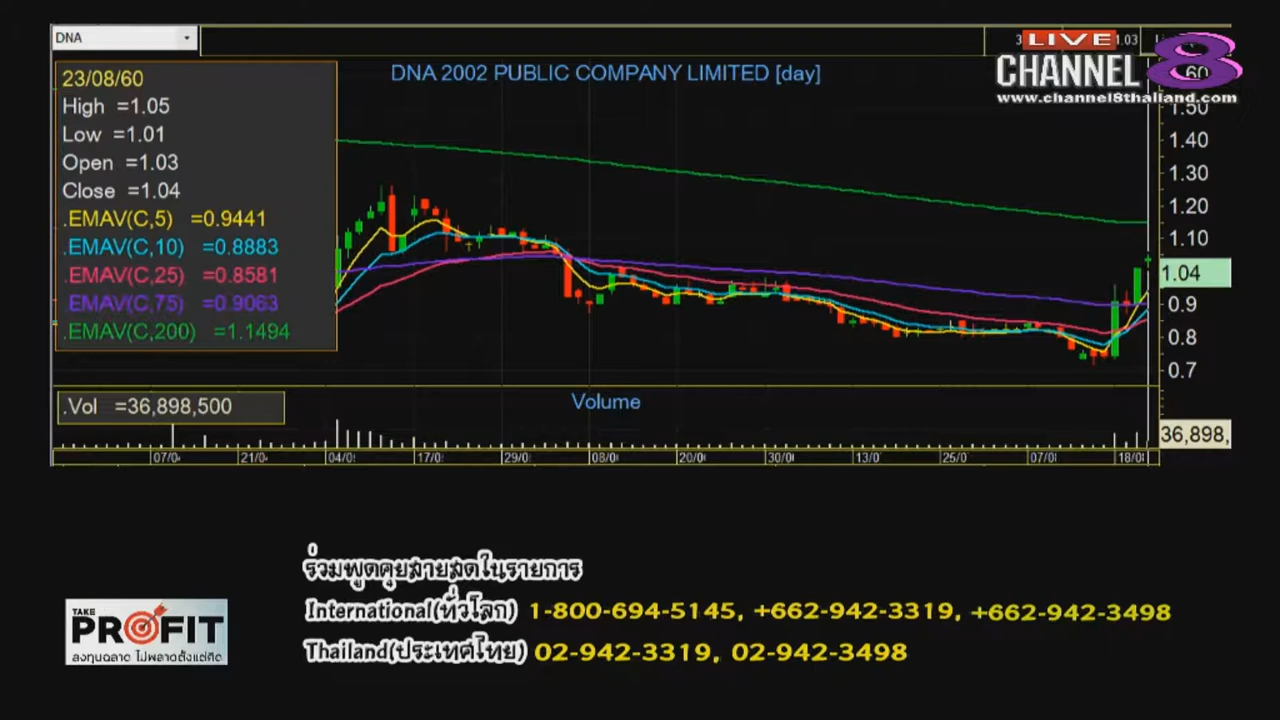 DNA
LIVE
1.03
CHANNEL 8
www.channel8thailand.com
23/08/60
High =1.05
Low =1.01
Open =1.03
Close =1.04
.EMAV(C,5) =0.9441
.EMAV(C,10) =0.8883
.EMAV(C,25) =0.8581
.EMAV(C,75) =0.9063
.EMAV(C,200) =1.1494
DNA 2002 PUBLIC COMPANY LIMITED [day]
1.50
1.40
1.30
1.20
1.10
1.04
0.9
0.8
0.7
.Vol =36,898,500
Volume
36,898,
07/0 21/0 04/0 17/0 29/0 08/0 20/0 30/0 13/0 25/0 07/0 18/0
ร่วมพูดคุยสายสดในรายการ
International(ทั่วโลก) 1-800-694-5145, +662-942-3319, +662-942-3498
Thailand(ประเทศไทย) 02-942-3319, 02-942-3498
TAKE
PROFIT
ลงทุนฉลาด ไม่พลาดตั้งแต่คิด